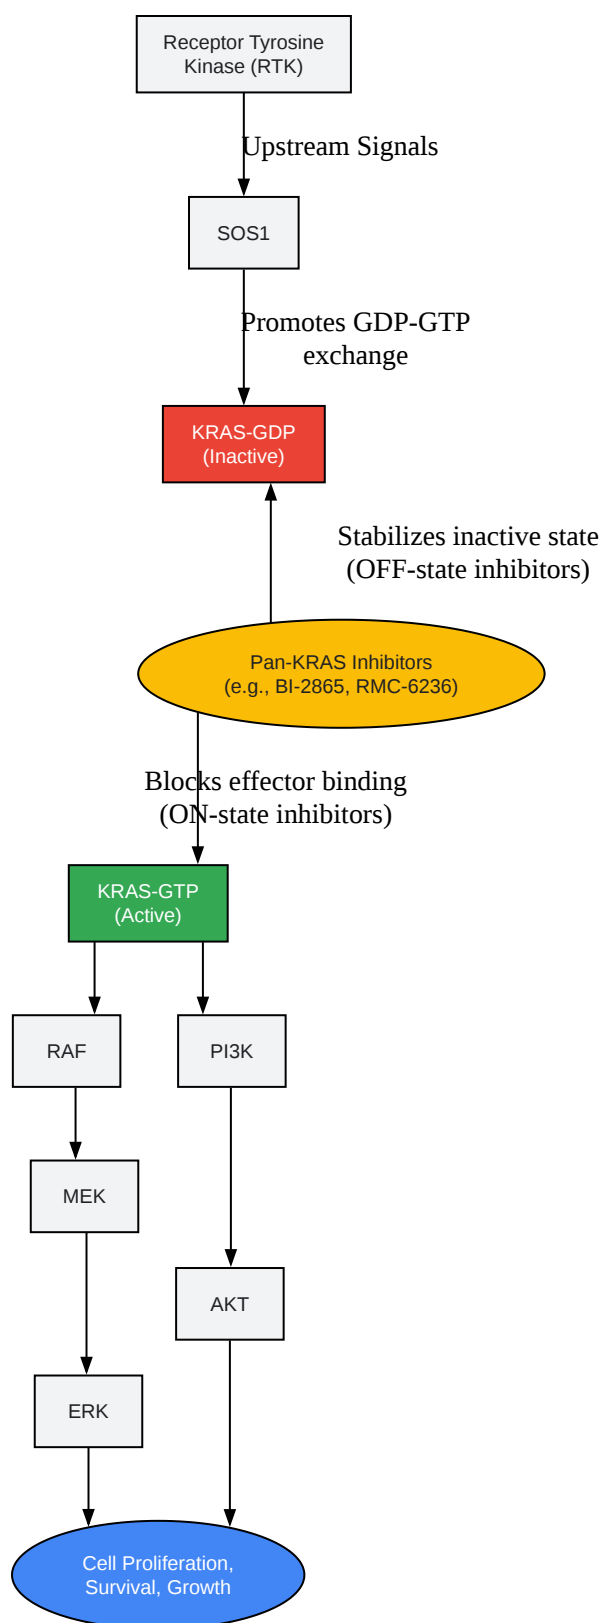 Receptor Tyrosine
Kinase (RTK)
Upstream Signals
SOS1
Promotes GDP-GTP
exchange
KRAS-GDP
(Inactive)
Stabilizes inactive state
(OFF-state inhibitors)
Pan-KRAS Inhibitors
(e.g., BI-2865, RMC-6236)
Blocks effector binding
(ON-state inhibitors)
KRAS-GTP
(Active)
RAF
PI3K
MEK
AKT
ERK
Cell Proliferation,
Survival, Growth